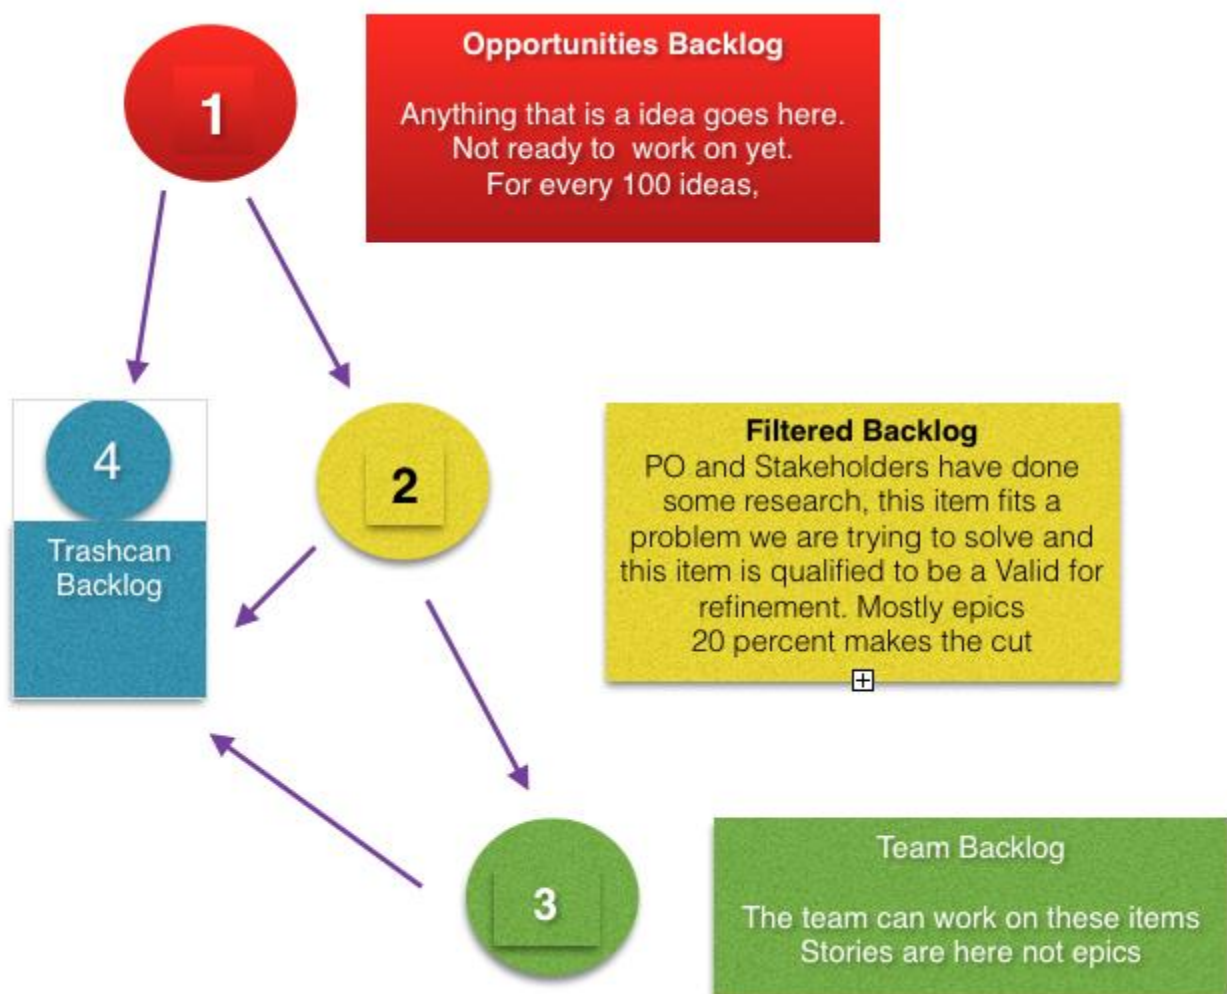 1
Opportunities Backlog
Anything that is a idea goes here.
Not ready to work on yet.
For every 100 ideas,
4
Trashcan
Backlog
2
Filtered Backlog
PO and Stakeholders have done
some research, this item fits a
problem we are trying to solve and
this item is qualified to be a Valid for
refinement. Mostly epics
20 percent makes the cut
3
Team Backlog
The team can work on these items
Stories are here not epics